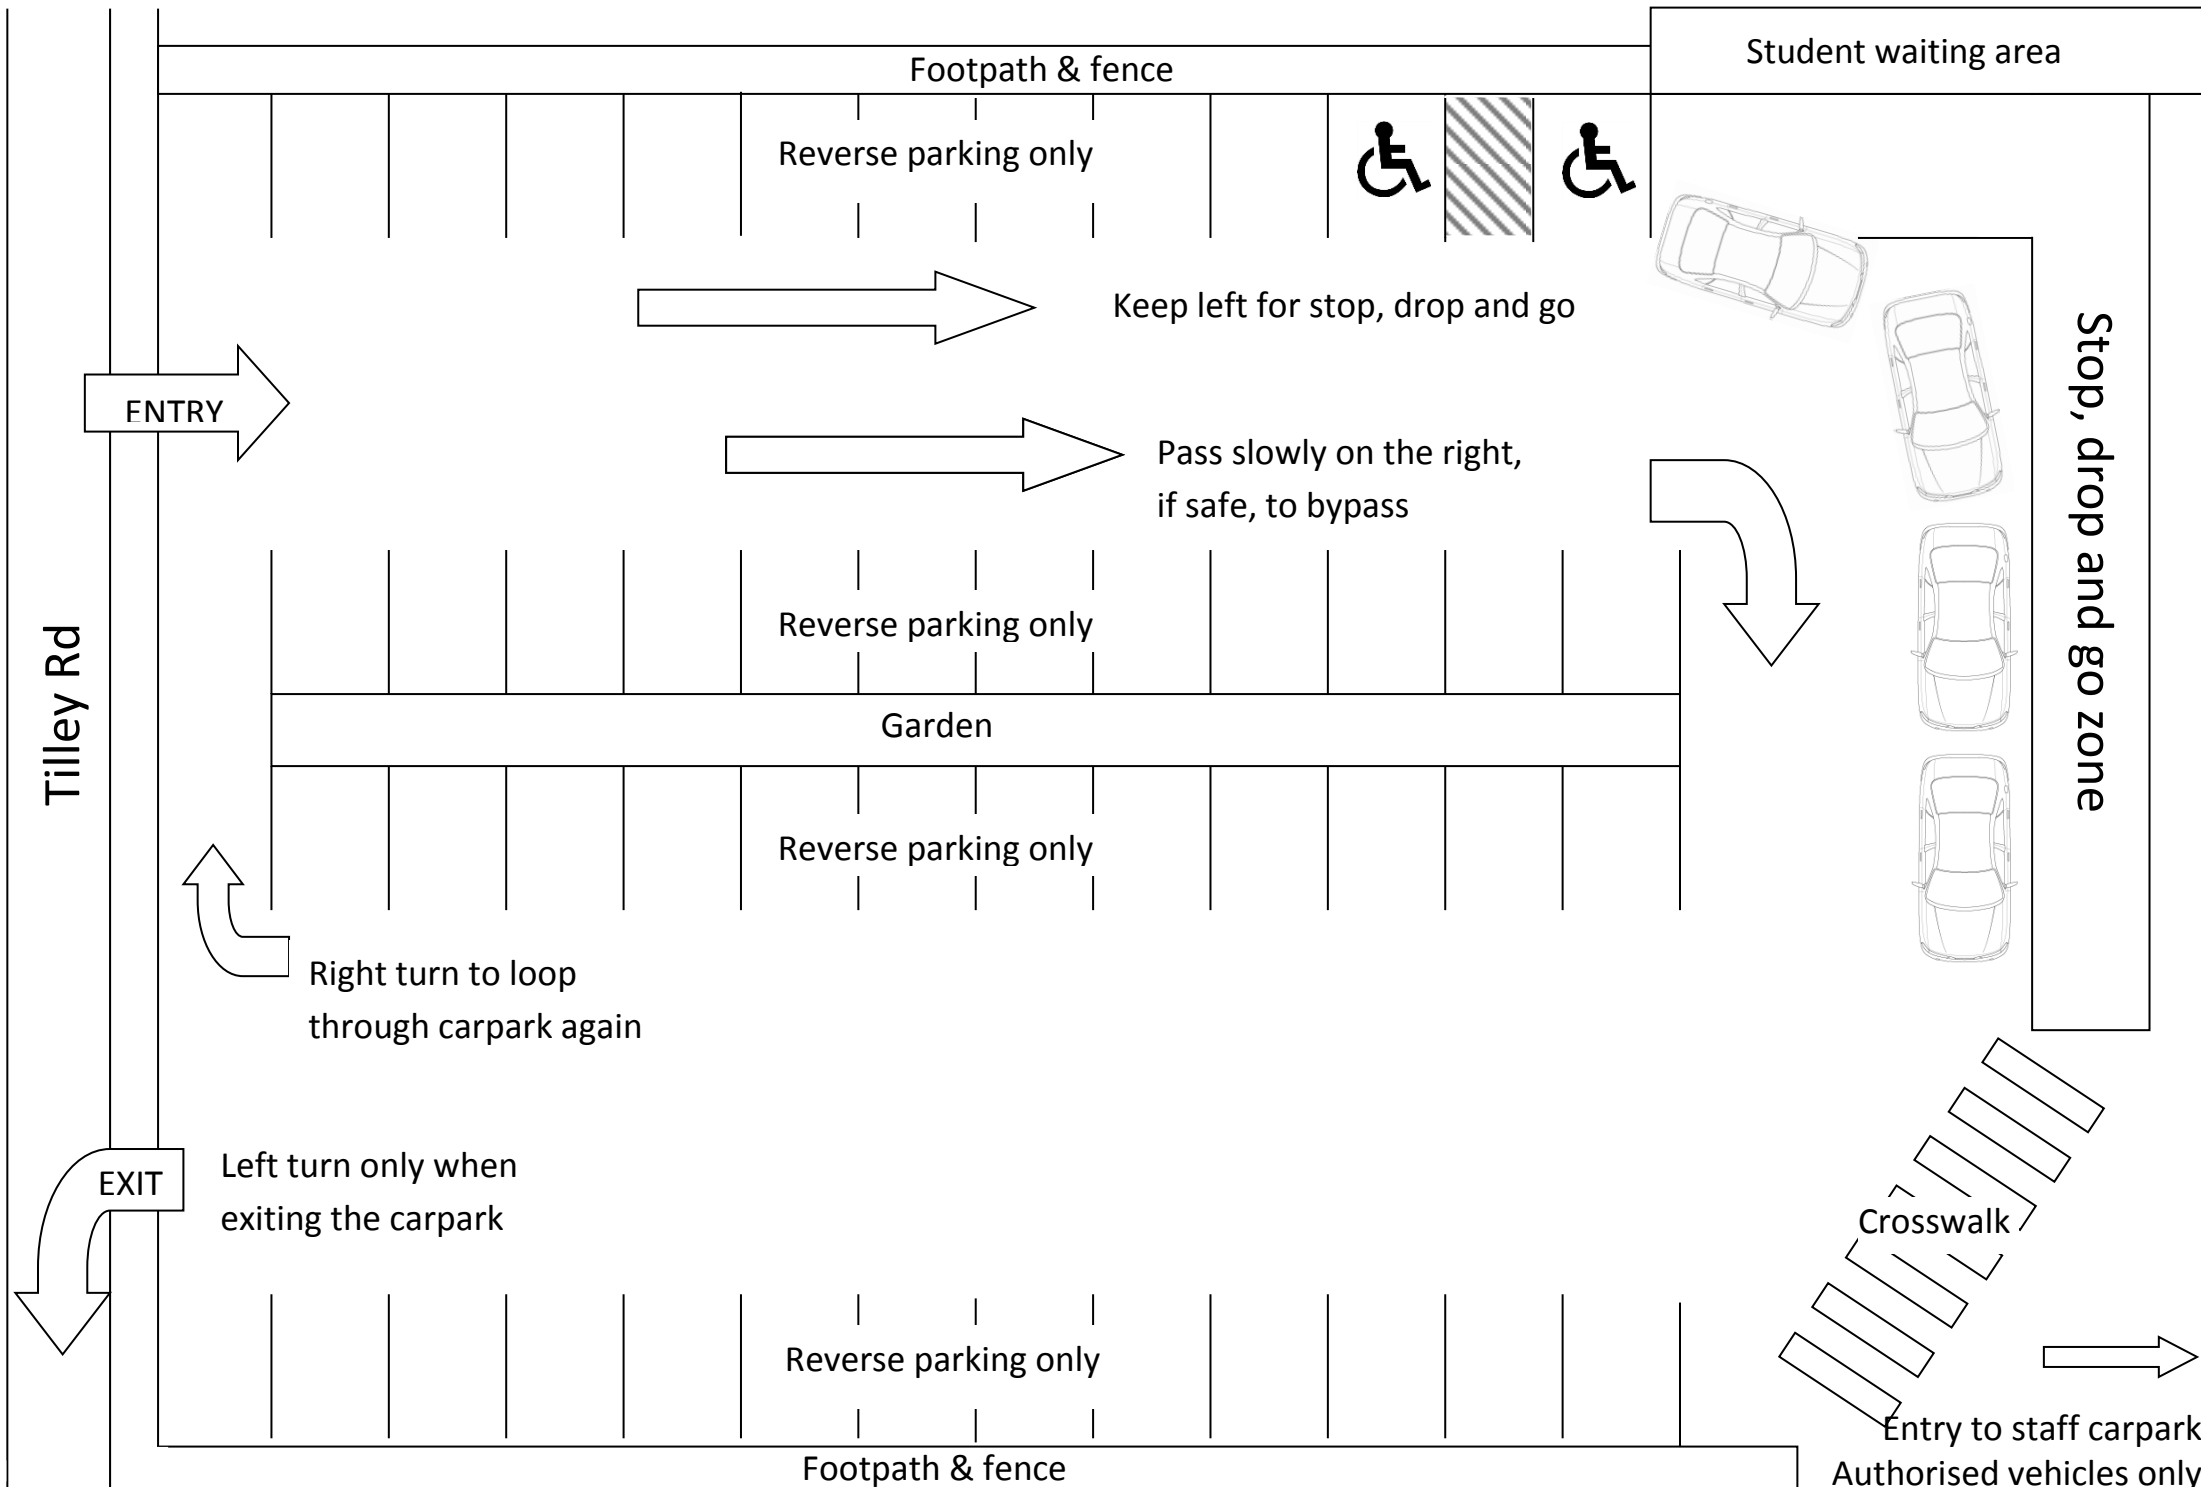 Student waiting area
Footpath & fence
Reverse parking only
Keep left for stop, drop and go
ENTRY
Pass slowly on the right,
if safe, to bypass
Stop, drop and go zone
Reverse parking only
Tilley Rd
Garden
Reverse parking only
Right turn to loop
through carpark again
Left turn only when
exiting the carpark
EXIT
Crosswalk
Reverse parking only
Entry to staff carpark
Authorised vehicles only
Footpath & fence